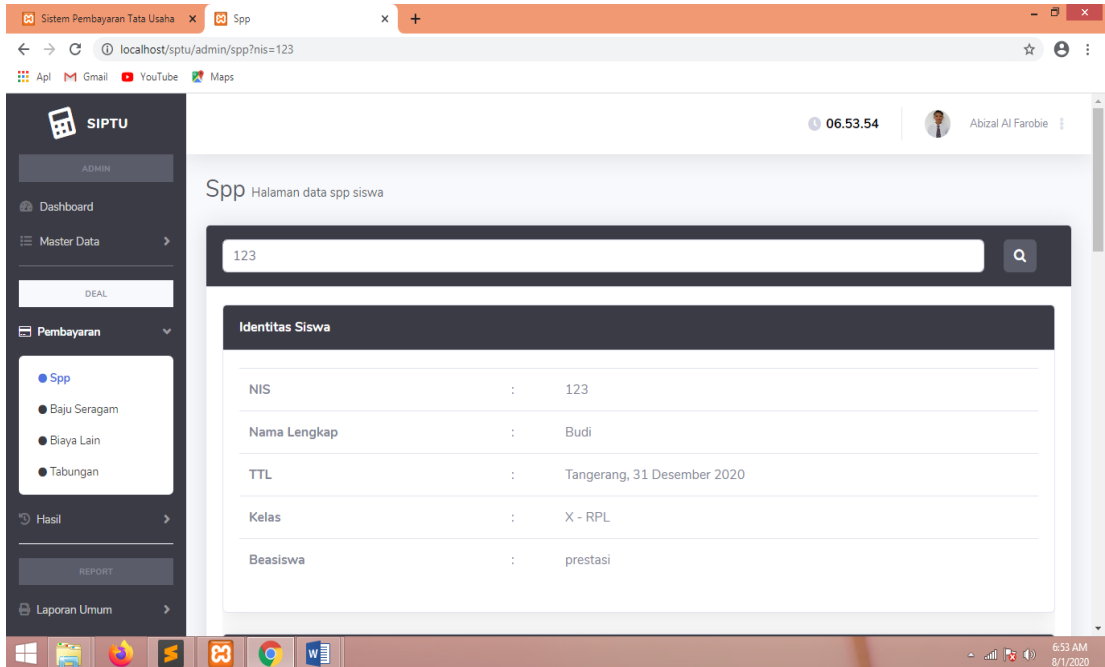 Sistem Pembayaran Tata Usaha
Spp
localhost/sptu/admin/spp?nis=123
Apl Gmail YouTube Maps
SIPTU
06.53.54 Abizal Al Farobie
ADMIN
Dashboard
Master Data
DEAL
Pembayaran
Spp
Baju Seragam
Biaya Lain
Tabungan
Hasil
REPORT
Laporan Umum
Spp Halaman data spp siswa
123
Identitas Siswa
NIS : 123
Nama Lengkap : Budi
TTL : Tangerang, 31 Desember 2020
Kelas : X - RPL
Beasiswa : prestasi
6:53 AM
8/1/2020